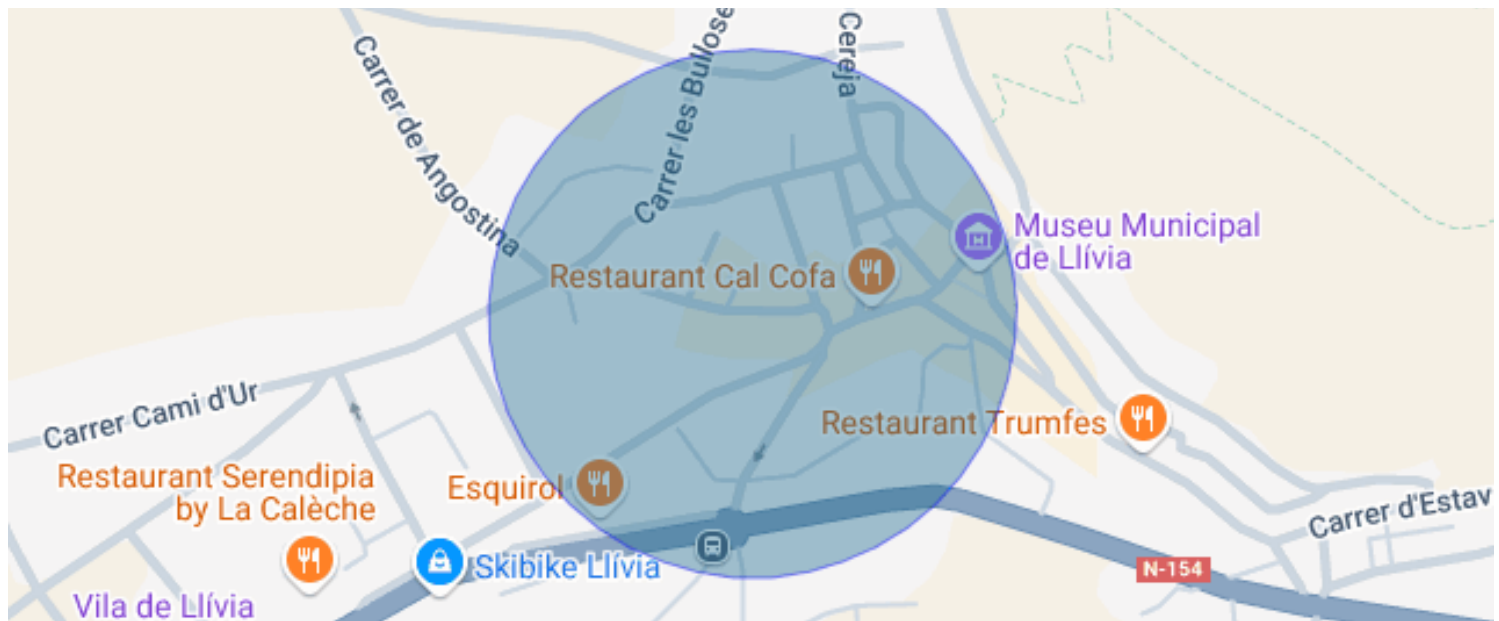 Carrer de Angostina
Carrer les Bullose
Cereja
Museu Municipal
de Llívia
Restaurant Cal Cofa
Carrer Cami d'Ur
Restaurant Trumfes
Restaurant Serendipia
by La Calèche
Esquirol
Carrer d'Estav
Skibike Llívia
N-154
Vila de Llívia